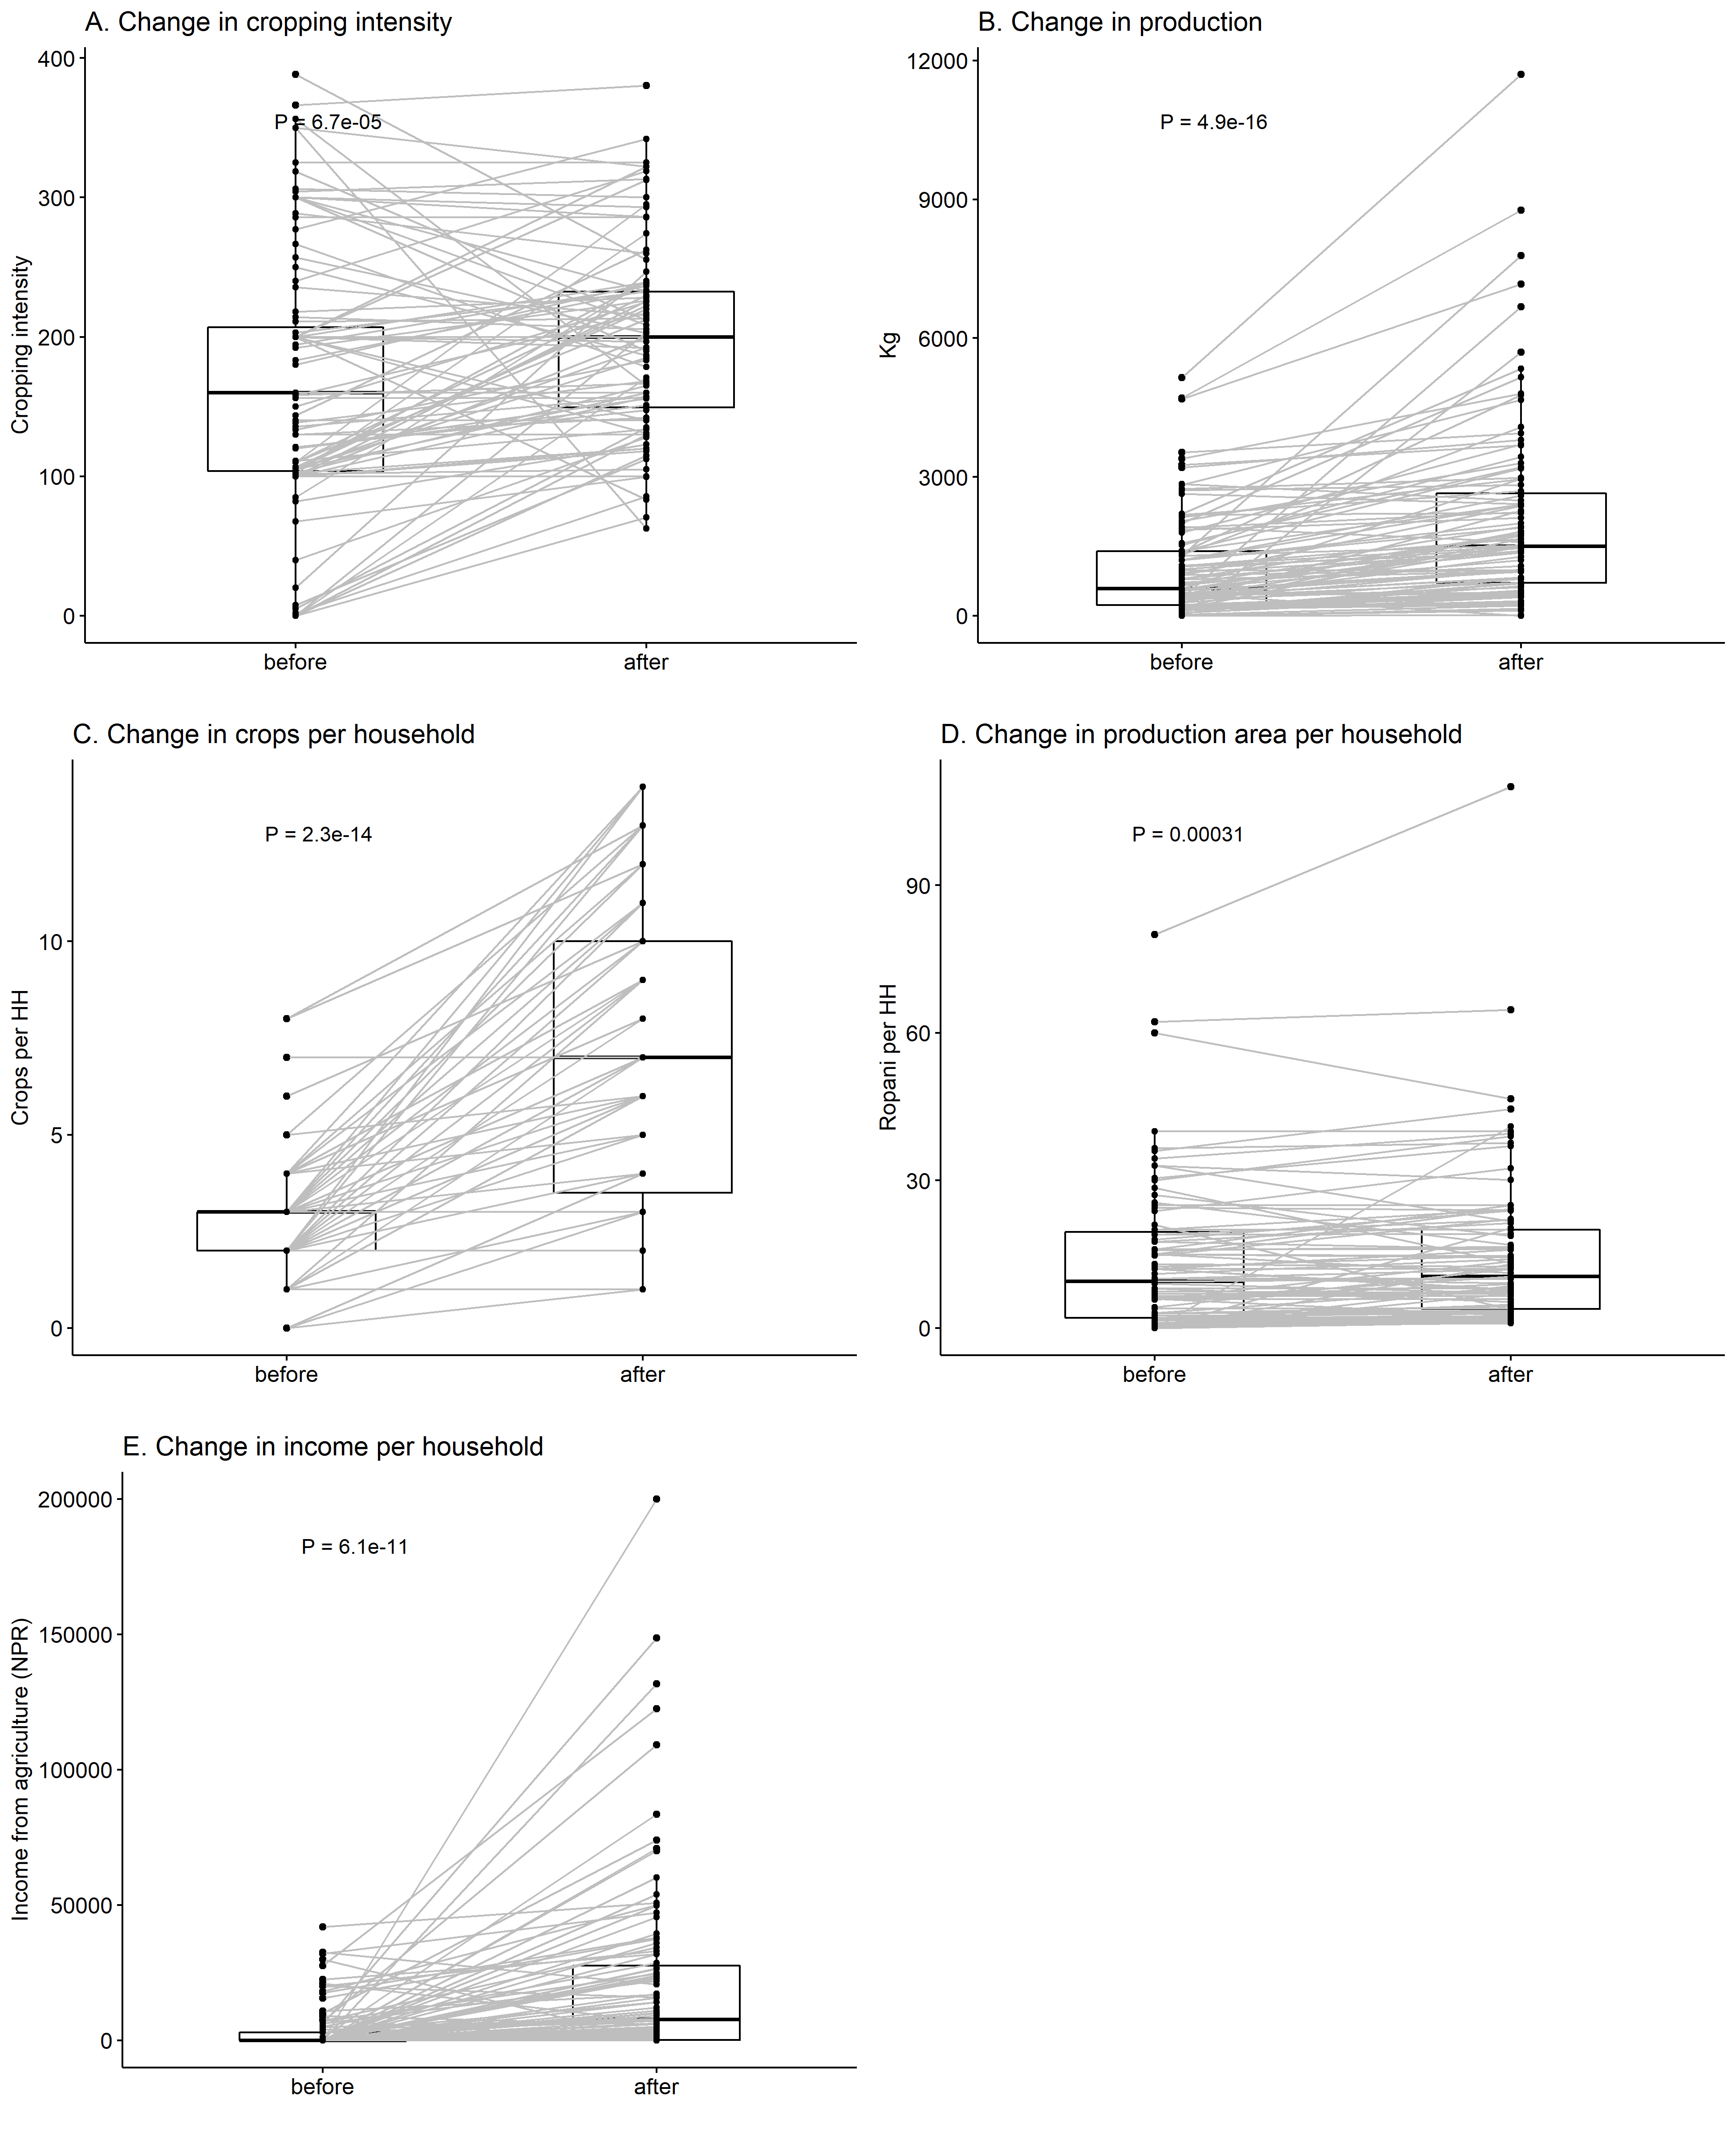 A. Change in cropping intensity
400
300
200
100
0
Cropping intensity
P = 6.7e-05
before
after
B. Change in production
12000
9000
6000
3000
0
Kg
P = 4.9e-16
before
after
C. Change in crops per household
10
5
0
Crops per HH
P = 2.3e-14
before
after
D. Change in production area per household
90
60
30
0
Ropani per HH
P = 0.00031
before
after
E. Change in income per household
200000
150000
100000
50000
0
Income from agriculture (NPR)
P = 6.1e-11
before
after